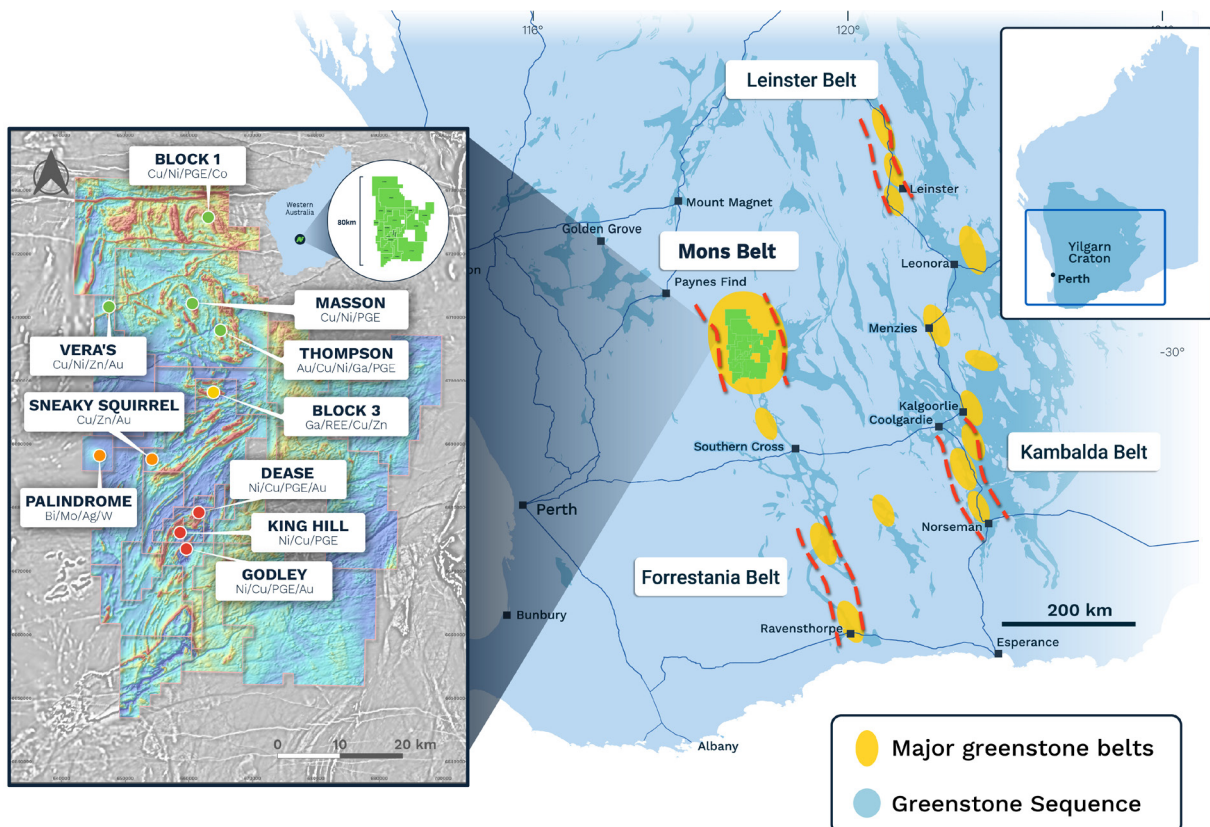 116°
120°
Leinster Belt
Leinster
Mount Magnet
Golden Grove
Mons Belt
Paynes Find
Leonora
Menzies
Kalgoorlie
Coolgardie
Southern Cross
Kambalda Belt
Norseman
Perth
Forrestania Belt
Bunbury
Ravensthorpe
Esperance
Albany
-30°
200 km
Yilgarn
Craton
Perth
BLOCK 1
Cu/Ni/PGE/Co
Western
Australia
80km
MASSON
Cu/Ni/PGE
VERA'S
Cu/Ni/Zn/Au
THOMPSON
Au/Cu/Ni/Ga/PGE
SNEAKY SQUIRREL
Cu/Zn/Au
BLOCK 3
Ga/REE/Cu/Zn
DEASE
Ni/Cu/PGE/Au
PALINDROME
Bi/Mo/Ag/W
KING HILL
Ni/Cu/PGE
GODLEY
Ni/Cu/PGE/Au
0 10 20 km
Major greenstone belts
Greenstone Sequence